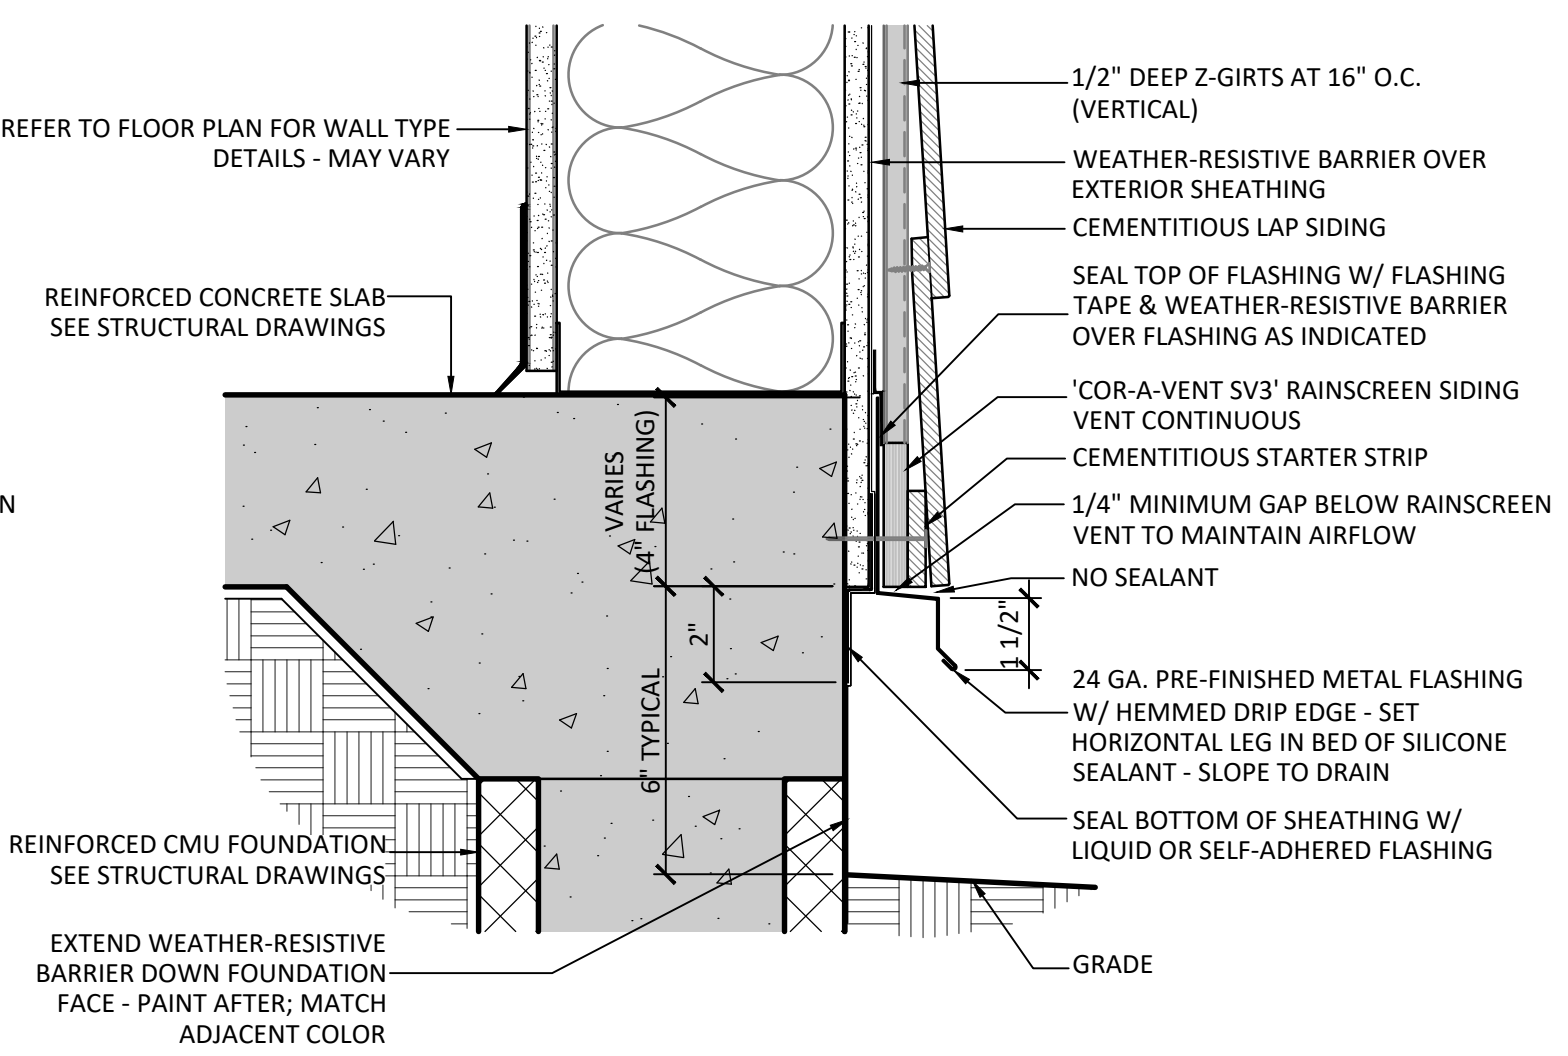 REFER TO FLOOR PLAN FOR WALL TYPE
DETAILS - MAY VARY
REINFORCED CONCRETE SLAB
SEE STRUCTURAL DRAWINGS
N
REINFORCED CMU FOUNDATION
SEE STRUCTURAL DRAWINGS
EXTEND WEATHER-RESISTIVE
BARRIER DOWN FOUNDATION
FACE - PAINT AFTER; MATCH
ADJACENT COLOR
VARIES
(4" FLASHING)
2"
6" TYPICAL
1 1/2"
1/2" DEEP Z-GIRTS AT 16" O.C.
(VERTICAL)
WEATHER-RESISTIVE BARRIER OVER
EXTERIOR SHEATHING
CEMENTITIOUS LAP SIDING
SEAL TOP OF FLASHING W/ FLASHING
TAPE & WEATHER-RESISTIVE BARRIER
OVER FLASHING AS INDICATED
'COR-A-VENT SV3' RAINSCREEN SIDING
VENT CONTINUOUS
CEMENTITIOUS STARTER STRIP
1/4" MINIMUM GAP BELOW RAINSCREEN
VENT TO MAINTAIN AIRFLOW
NO SEALANT
24 GA. PRE-FINISHED METAL FLASHING
W/ HEMMED DRIP EDGE - SET
HORIZONTAL LEG IN BED OF SILICONE
SEALANT - SLOPE TO DRAIN
SEAL BOTTOM OF SHEATHING W/
LIQUID OR SELF-ADHERED FLASHING
GRADE